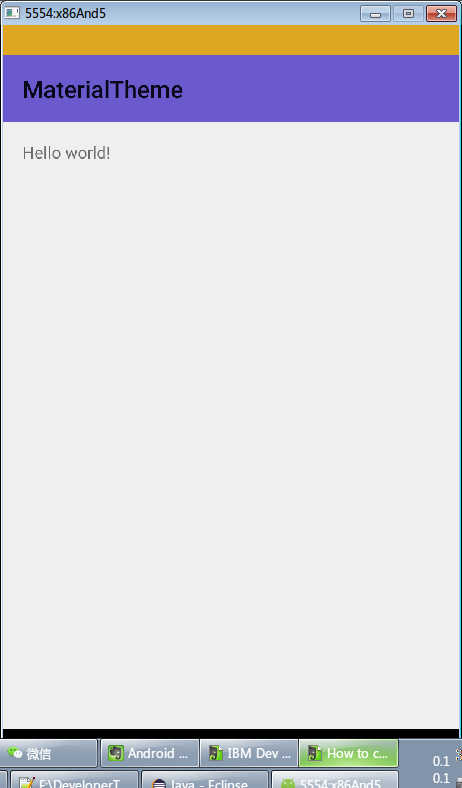 5554:x86And5
MaterialTheme
Hello world!
微信
Android ...
IBM Dev ...
How to c...
0.1
F:\DeveloperT...
Java - Eclipse
5554:x86And5
0.1